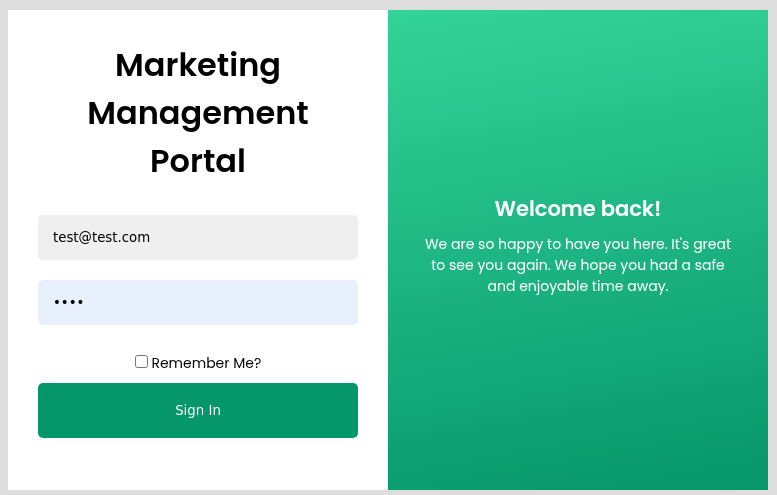 Marketing
Management
Portal
test@test.com
••••
Remember Me?
Sign In
Welcome back!
We are so happy to have you here. It's great
to see you again. We hope you had a safe
and enjoyable time away.